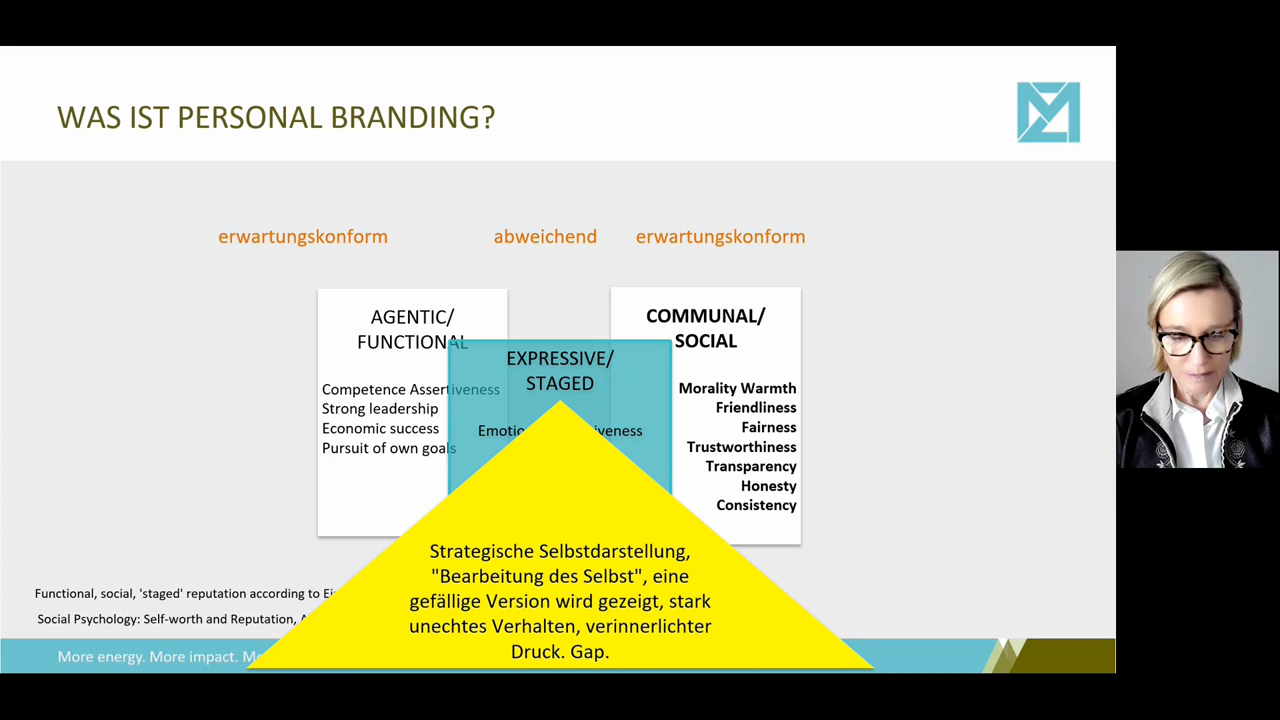 WAS IST PERSONAL BRANDING?
erwartungskonform
abweichend
erwartungskonform
AGENTIC/
FUNCTIONAL
Competence Assertiveness
Strong leadership
Economic success
Pursuit of own goals
EXPRESSIVE/
STAGED
COMMUNAL/
SOCIAL
Morality Warmth
Friendliness
Fairness
Trustworthiness
Transparency
Honesty
Consistency
Strategische Selbstdarstellung,
"Bearbeitung des Selbst", eine
gefällige Version wird gezeigt, stark
unechtes Verhalten, verinnerlichter
Druck. Gap.
Functional, social, 'staged' reputation according to
Social Psychology: Self-worth and Reputation,
More energy. More impact.